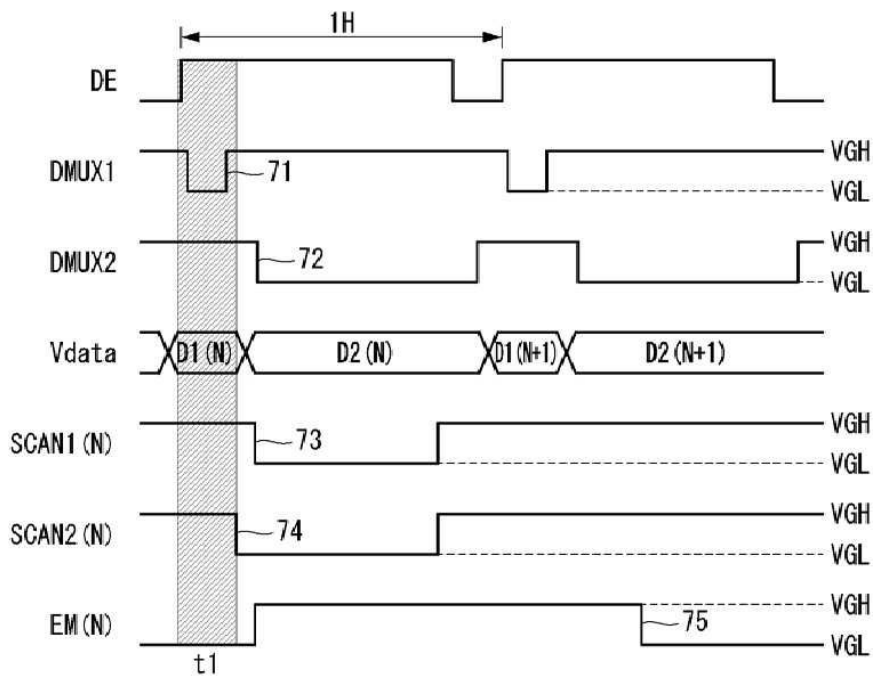 1H
DE
DMUX1 71 VGH
VGL
DMUX2 72 VGH
VGL
Vdata D1(N) D2(N) D1(N+1) D2(N+1)
SCAN1(N) 73 VGH
VGL
SCAN2(N) 74 VGH
VGL
EM(N) 75 VGH
VGL
t1